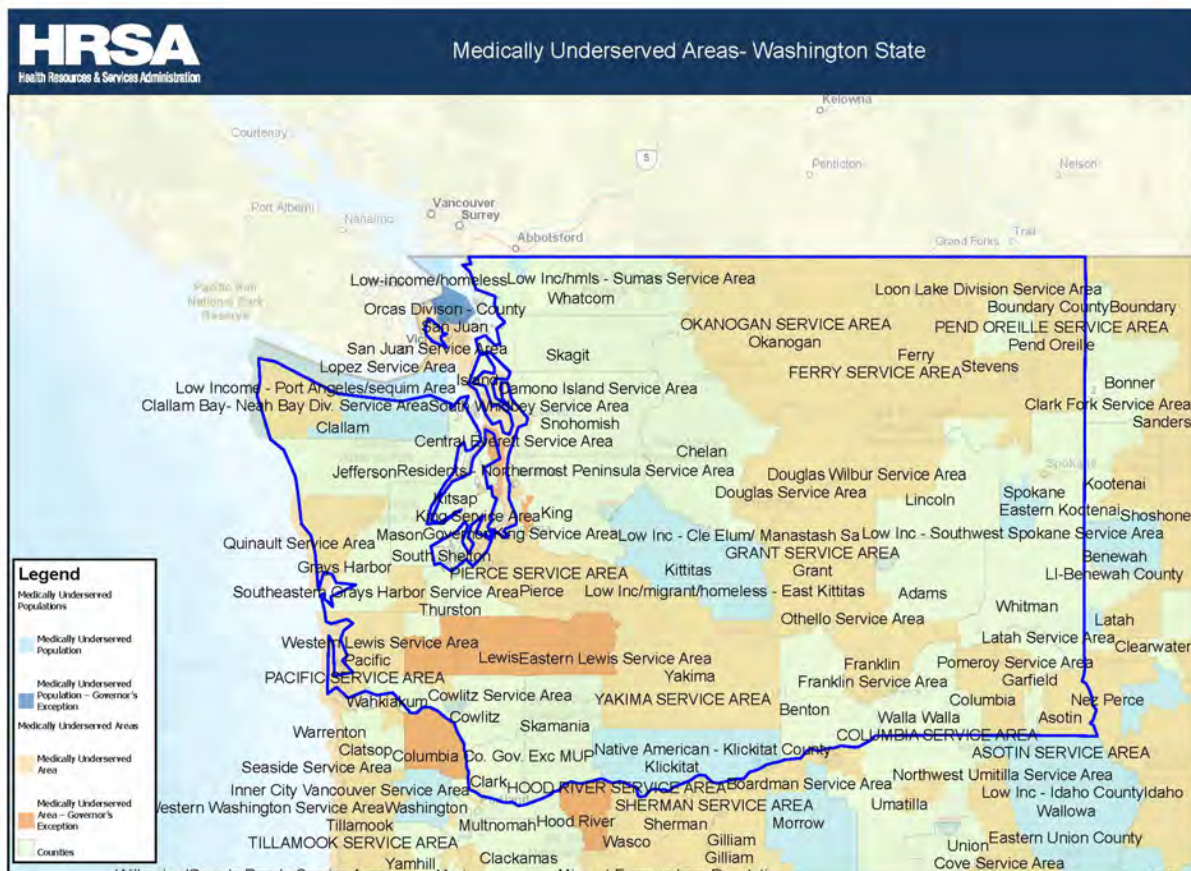 HRSA
Health Resources & Services Administration
Medically Underserved Areas- Washington State
Kelowna
Courtenay
5
Penticton
Nelson
Port Alberni
Nanaimo
Vancouver
Surrey
Abbotsford
Grand Forks
Trail
Pacific Rim
National Park
Reserve
Low-income/homeless
Low Inc/hmls - Sumas Service Area
Whatcom
Loon Lake Division Service Area
Boundary County
Boundary
Orcas Divison - County
San Juan
OKANOGAN SERVICE AREA
Okanogan
PEND OREILLE SERVICE AREA
Pend Oreille
San Juan Service Area
Skagit
Ferry
Stevens
Lopez Service Area
FERRY SERVICE AREA
Island
Low Income - Port Angeles/sequim Area
Camono Island Service Area
Bonner
Clallam Bay- Neah Bay Div. Service Area
South Whidbey Service Area
Clark Fork Service Area
Clallam
Snohomish
Sanders
Central Everett Service Area
Chelan
Jefferson
Residents - Northernmost Peninsula Service Area
Douglas Wilbur Service Area
Spokane
Kootenai
Douglas Service Area
Lincoln
Spokane
Kitsap
Eastern Kootenai
Shoshone
King Service Area
King
Mason
Governor
King Service Area
Low Inc - Cle Elum/ Manastash Sa
Low Inc - Southwest Spokane Service Area
Quinault Service Area
South Shelton
GRANT SERVICE AREA
Benewah
Grays Harbor
PIERCE SERVICE AREA
Kittitas
Grant
LI-Benewah County
Southeastern Grays Harbor Service Area
Pierce
Low Inc/migrant/homeless - East Kittitas
Adams
Thurston
Whitman
Othello Service Area
Latah
Western Lewis Service Area
Latah Service Area
Clearwater
Pacific
Lewis
Eastern Lewis Service Area
Franklin
Pomeroy Service Area
PACIFIC SERVICE AREA
Yakima
Franklin Service Area
Garfield
Wahkiakum
Cowlitz Service Area
YAKIMA SERVICE AREA
Columbia
Nez Perce
Cowlitz
Benton
Walla Walla
Asotin
Warrenton
Skamania
COLUMBIA SERVICE AREA
Clatsop
Columbia Co. Gov. Exc MUP
Native American - Klickitat County
ASOTIN SERVICE AREA
Seaside Service Area
Klickitat
Northwest Umitilla Service Area
Clark
HOOD RIVER SERVICE AREA
Boardman Service Area
Inner City Vancouver Service Area
Low Inc - Idaho County
Idaho
Western Washington Service Area
Washington
SHERMAN SERVICE AREA
Umatilla
Wallowa
Tillamook
Multnomah
Hood River
Sherman
Morrow
TILLAMOOK SERVICE AREA
Wasco
Gilliam
Union
Eastern Union County
Yamhill
Clackamas
Gilliam
Cove Service Area
Legend
Medically Underserved
Populations
Medically Underserved
Population
Medically Underserved
Population – Governor's
Exception
Medically Underserved Areas
Medically Underserved
Area
Medically Underserved
Area – Governor's
Exception
Counties